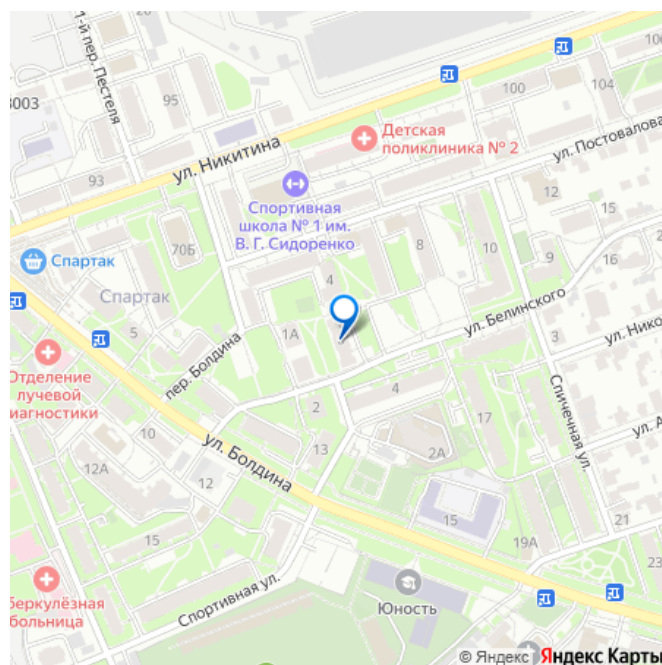 1-й пер. Пестеля
3003
95
93
ул. Никитина
100
104
106
Детская
поликлиника № 2
ул. Постовалова
Спортивная
школа № 1 им.
В. Г. Сидоренко
12
15
70Б
Спартак
Спартак
8
10
9
16
4
ул. Белинского
1А
5
3
ул. Нико
пер. Болдина
Отделение
лучевой
диагностики
2
4
17
Спичечная ул.
10
13
2А
ул. А
12А
12
ул. Болдина
15
15
19А
21
23
беркулёзная
больница
Спортивная ул.
Юность
© Яндекс Яндекс Карты